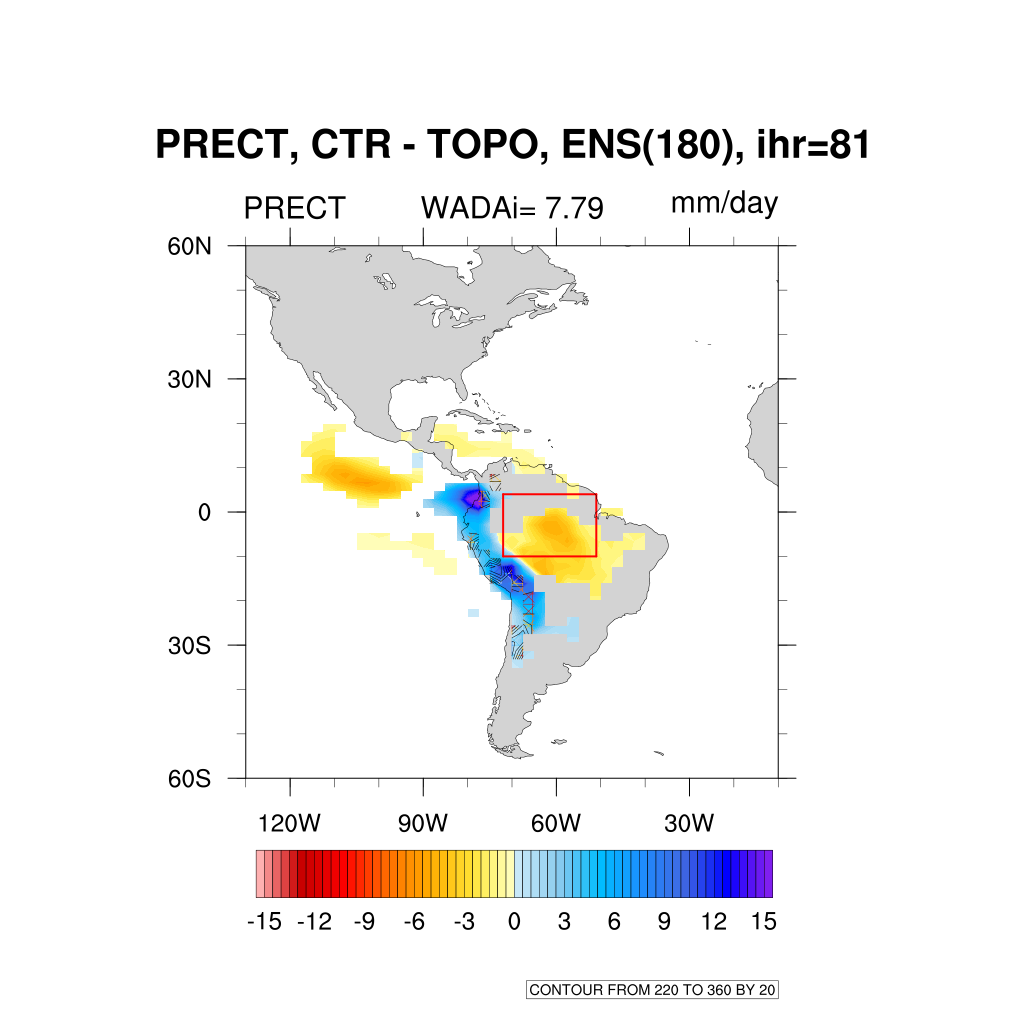 PRECT, CTR - TOPO, ENS(180), ihr=81
PRECT WADAi= 7.79 mm/day
60N
30N
0
30S
60S
120W 90W 60W 30W
-15 -12 -9 -6 -3 0 3 6 9 12 15
CONTOUR FROM 220 TO 360 BY 20